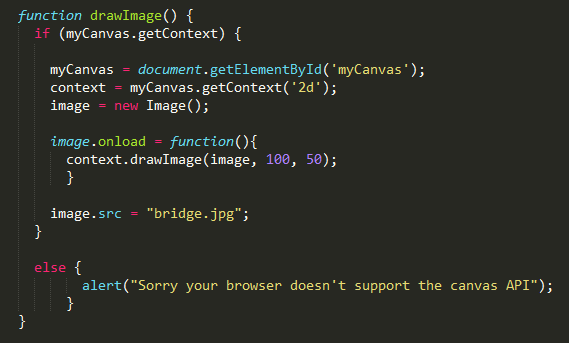 function drawImage() {
if (myCanvas.getContext) {
myCanvas = document.getElementById('myCanvas');
context = myCanvas.getContext('2d');
image = new Image();
image.onload = function(){
context.drawImage(image, 100, 50);
}
image.src = "bridge.jpg";
}
else {
alert("Sorry your browser doesn't support the canvas API");
}
}